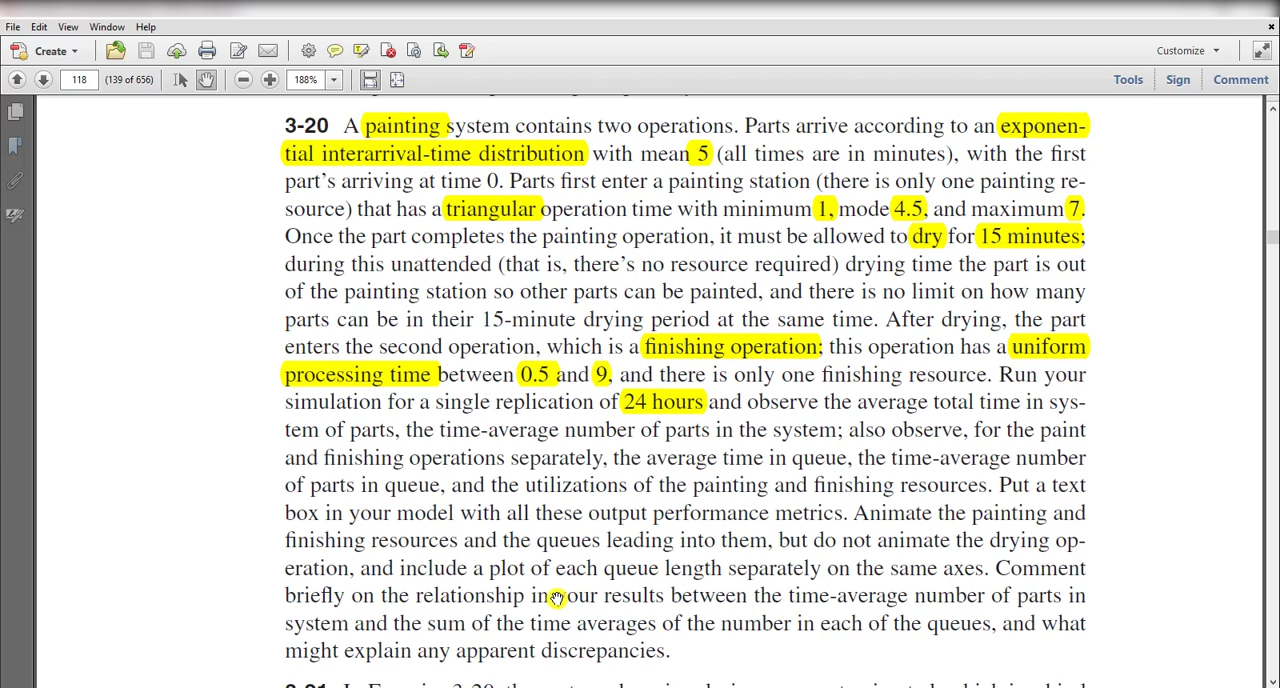 File Edit View Window Help
Create Customize
118 (139 of 656) 188% Tools Sign Comment
3-20 A painting system contains two operations. Parts arrive according to an exponen-
tial interarrival-time distribution with mean 5 (all times are in minutes), with the first
part's arriving at time 0. Parts first enter a painting station (there is only one painting re-
source) that has a triangular operation time with minimum 1, mode 4.5, and maximum 7.
Once the part completes the painting operation, it must be allowed to dry for 15 minutes;
during this unattended (that is, there's no resource required) drying time the part is out
of the painting station so other parts can be painted, and there is no limit on how many
parts can be in their 15-minute drying period at the same time. After drying, the part
enters the second operation, which is a finishing operation; this operation has a uniform
processing time between 0.5 and 9, and there is only one finishing resource. Run your
simulation for a single replication of 24 hours and observe the average total time in sys-
tem of parts, the time-average number of parts in the system; also observe, for the paint
and finishing operations separately, the average time in queue, the time-average number
of parts in queue, and the utilizations of the painting and finishing resources. Put a text
box in your model with all these output performance metrics. Animate the painting and
finishing resources and the queues leading into them, but do not animate the drying op-
eration, and include a plot of each queue length separately on the same axes. Comment
briefly on the relationship in our results between the time-average number of parts in
system and the sum of the time averages of the number in each of the queues, and what
might explain any apparent discrepancies.